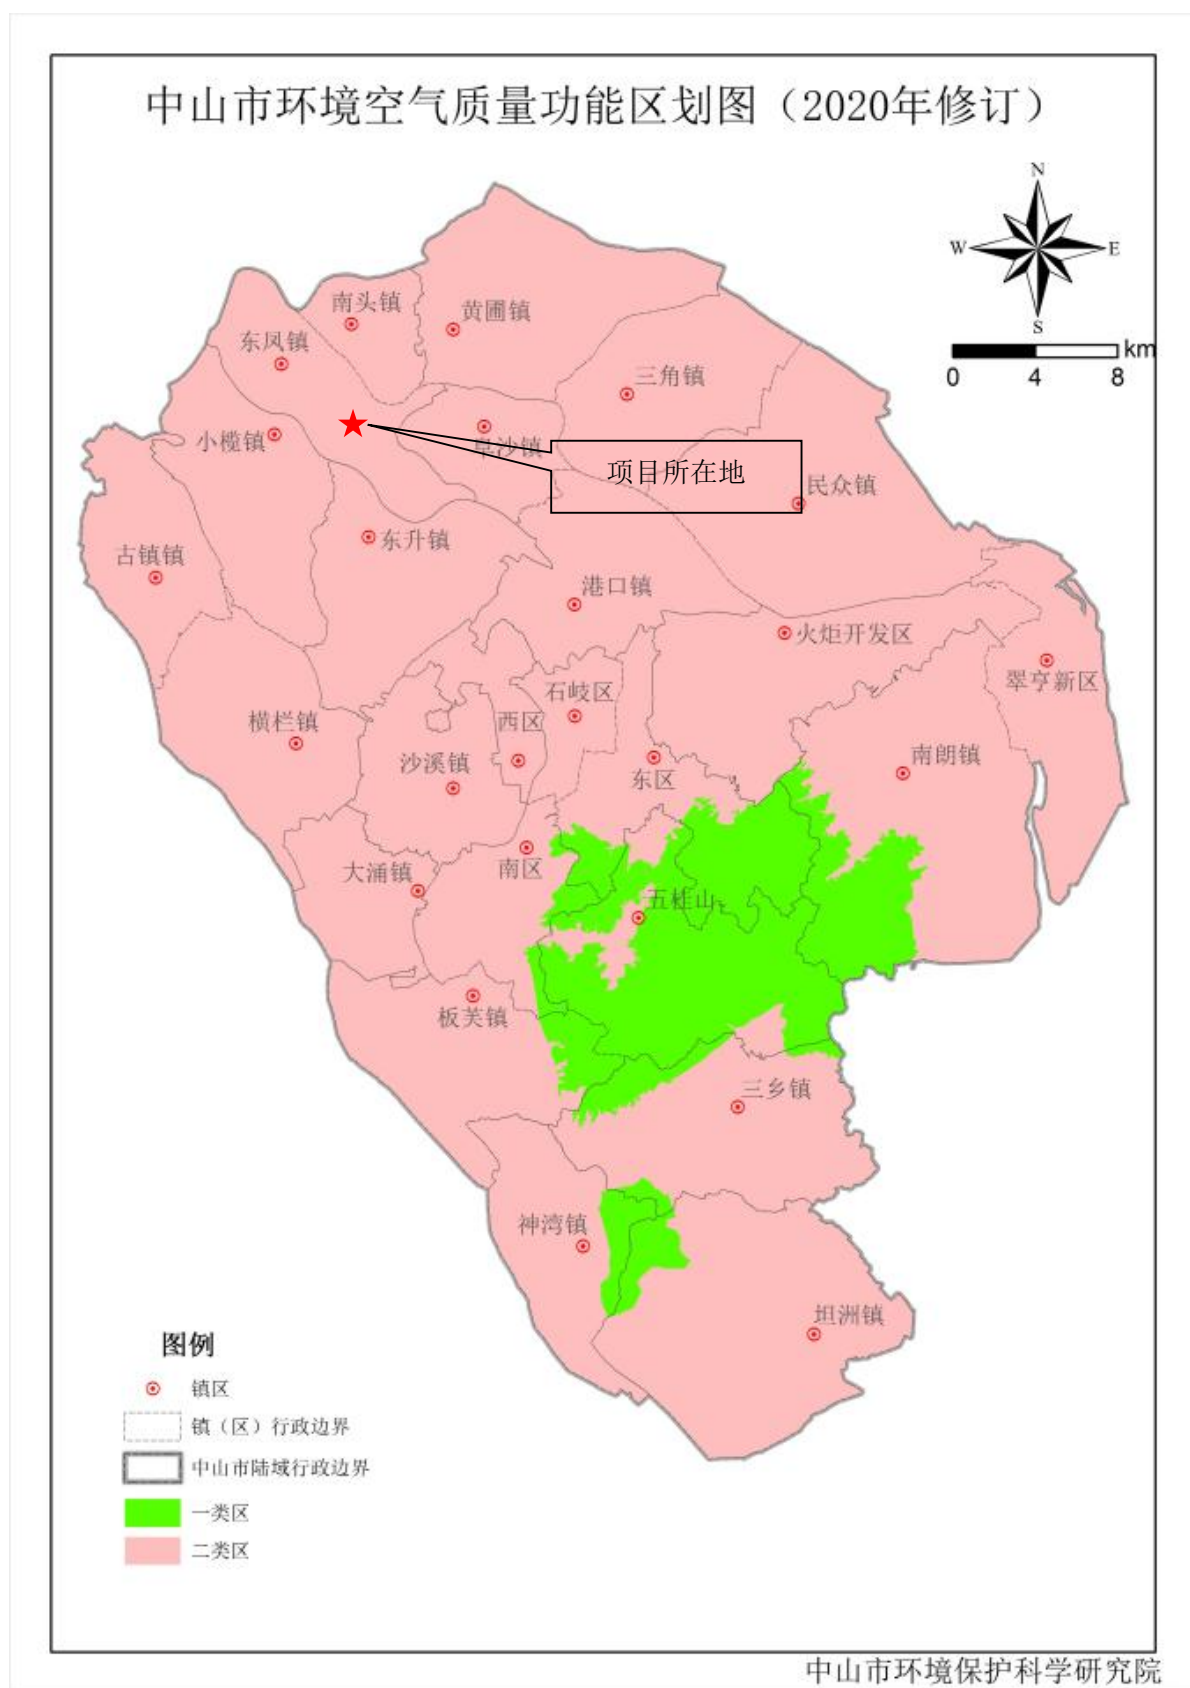 中山市环境空气质量功能区划图（2020年修订）
N
W
E
S
km
0
4
8
南头镇
黄圃镇
东凤镇
三角镇
小榄镇
阜沙镇
项目所在地
民众镇
东升镇
古镇镇
港口镇
火炬开发区
翠亨新区
石岐区
横栏镇
西区
沙溪镇
东区
南朗镇
南区
大涌镇
五桂山
板芙镇
三乡镇
神湾镇
坦洲镇
图例
镇区
镇（区）行政边界
中山市陆域行政边界
一类区
二类区
中山市环境保护科学研究院